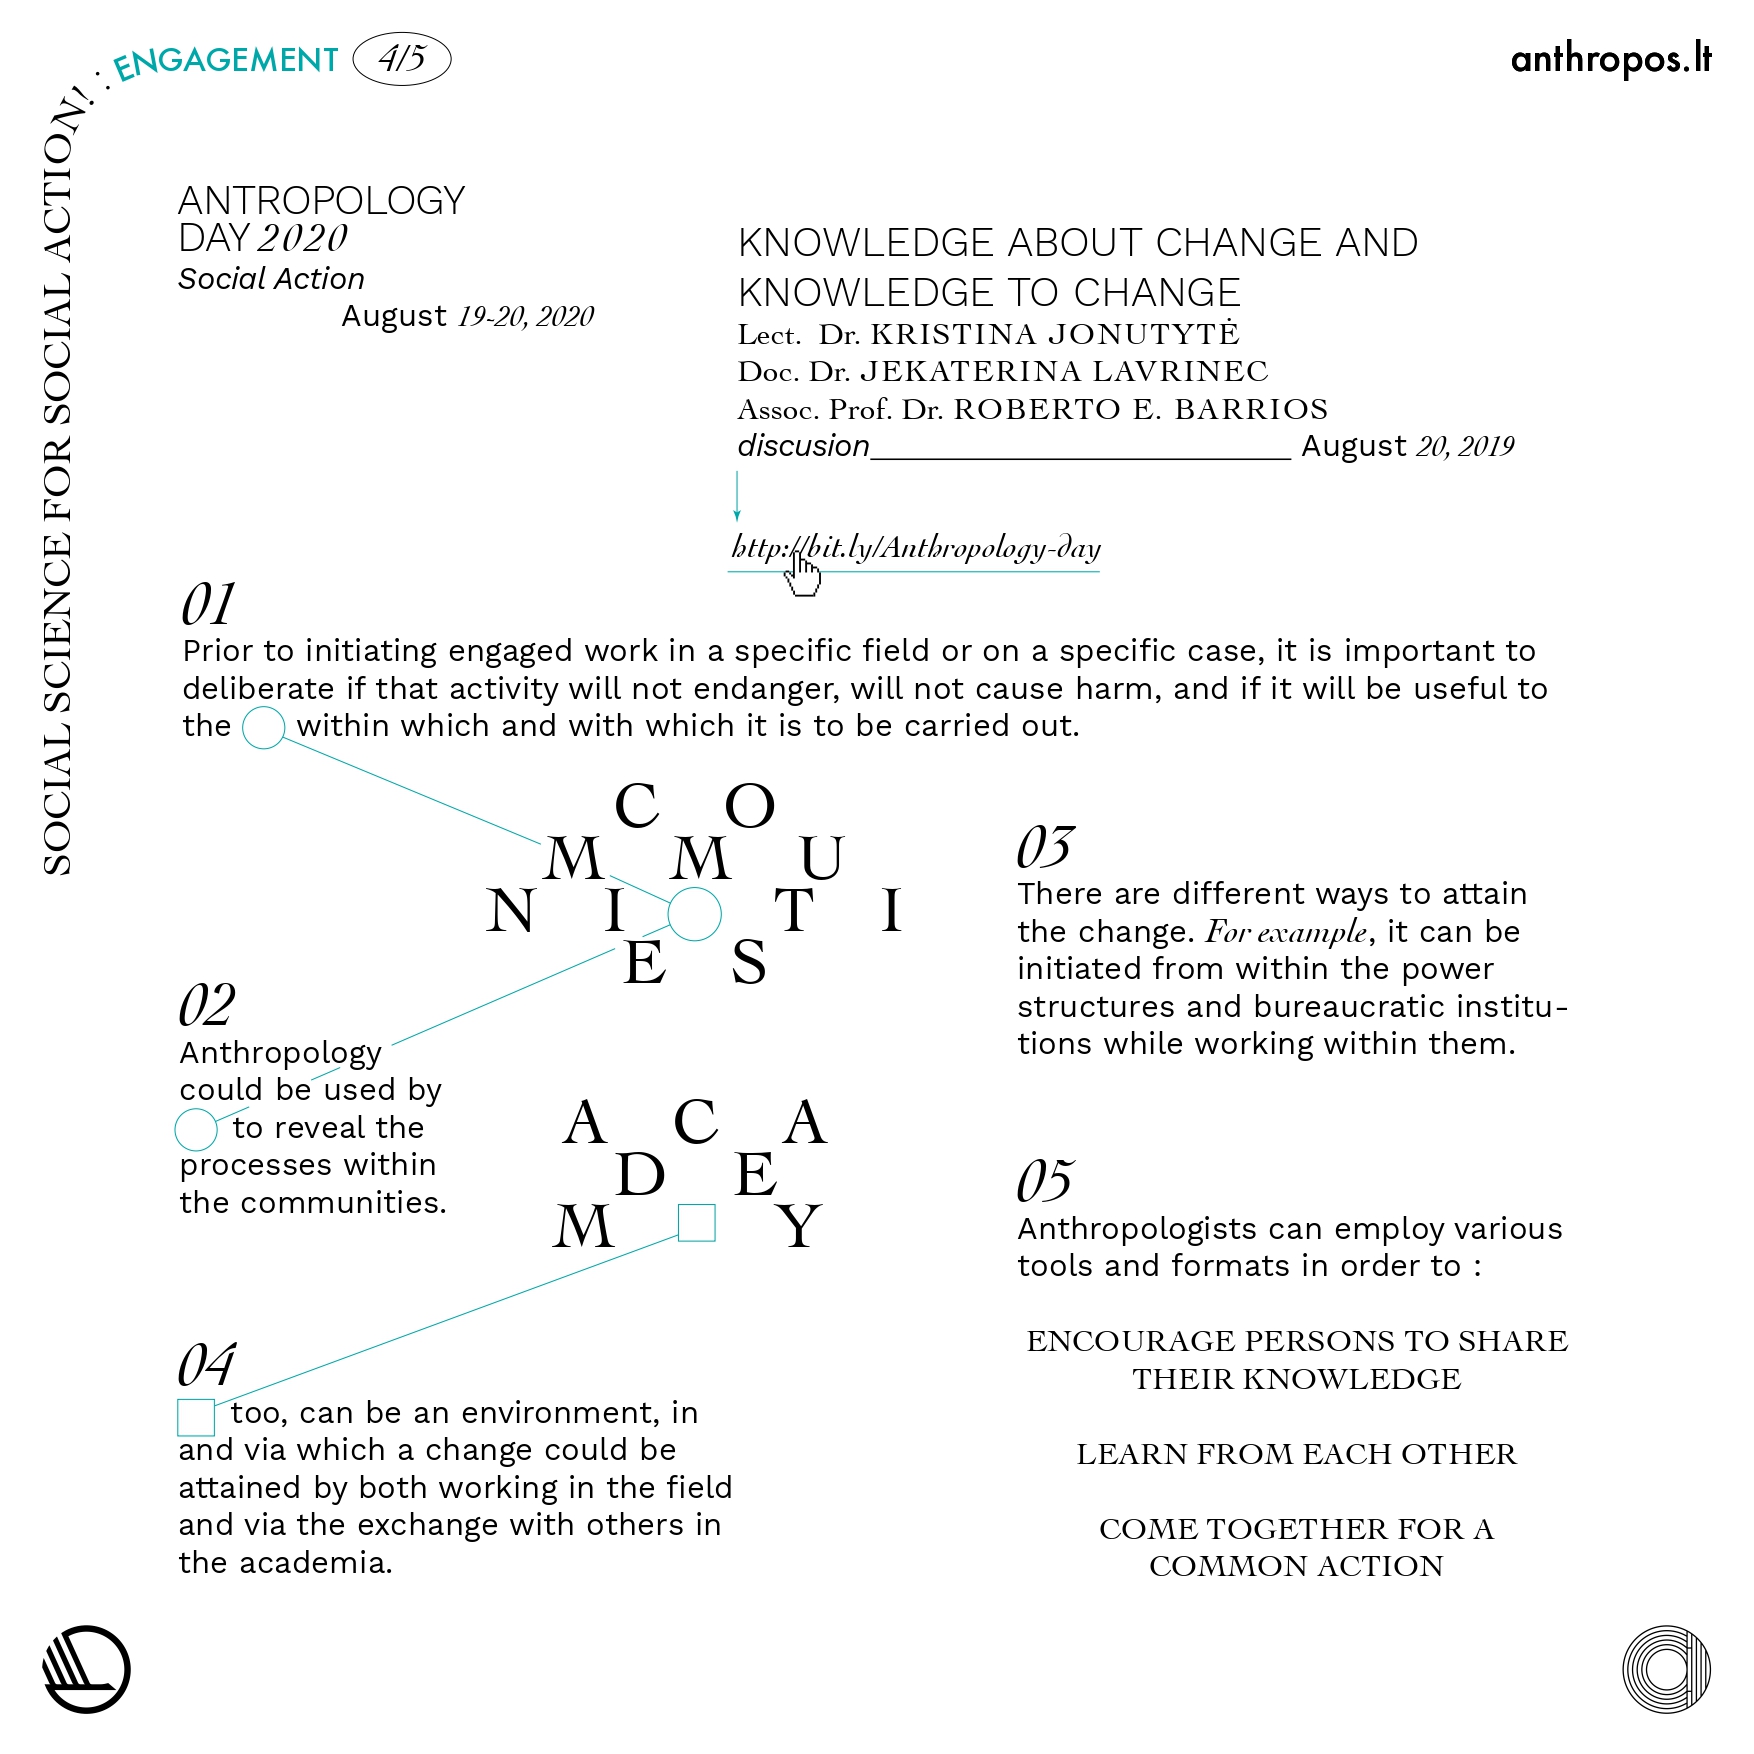 SOCIAL SCIENCE FOR SOCIAL ACTION! : ENGAGEMENT 4/5
anthropos.lt
ANTROPOLOGY
DAY 2020
Social Action
August 19-20, 2020
KNOWLEDGE ABOUT CHANGE AND
KNOWLEDGE TO CHANGE
Lect. Dr. KRISTINA JONUTYTĖ
Doc. Dr. JEKATERINA LAVRINEC
Assoc. Prof. Dr. ROBERTO E. BARRIOS
discusion August 20, 2019
http://bit.ly/Anthropology-day
01
Prior to initiating engaged work in a specific field or on a specific case, it is important to
deliberate if that activity will not endanger, will not cause harm, and if it will be useful to
the within which and with which it is to be carried out.
C O
M M U
N I T I
E S
02
Anthropology
could be used by
to reveal the
processes within
the communities.
03
There are different ways to attain
the change. For example, it can be
initiated from within the power
structures and bureaucratic institu-
tions while working within them.
A C A
D E
M Y
04
too, can be an environment, in
and via which a change could be
attained by both working in the field
and via the exchange with others in
the academia.
05
Anthropologists can employ various
tools and formats in order to :
ENCOURAGE PERSONS TO SHARE
THEIR KNOWLEDGE
LEARN FROM EACH OTHER
COME TOGETHER FOR A
COMMON ACTION